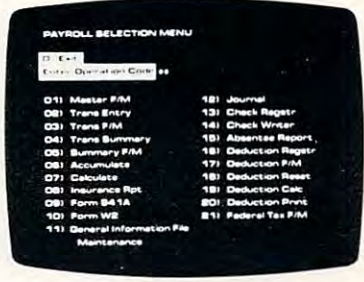 PAYROLL SELECTION MENU
0) Exit
Enter Operation Code
01) Master F/M
02) Trans Entry
03) Trans F/M
04) Trans Summary
05) Summary F/M
06) Accumulate
07) Calculate
08) Insurance Rpt
09) Form 941A
10) Form W2
11) General Information File
Maintenance
12) Journal
13) Check Regstr
14) Check Writer
15) Absentee Report
16) Deduction Regstr
17) Deduction F/M
18) Deduction Reset
19) Deduction Calc
20) Deduction Print
21) Federal Tax F/M